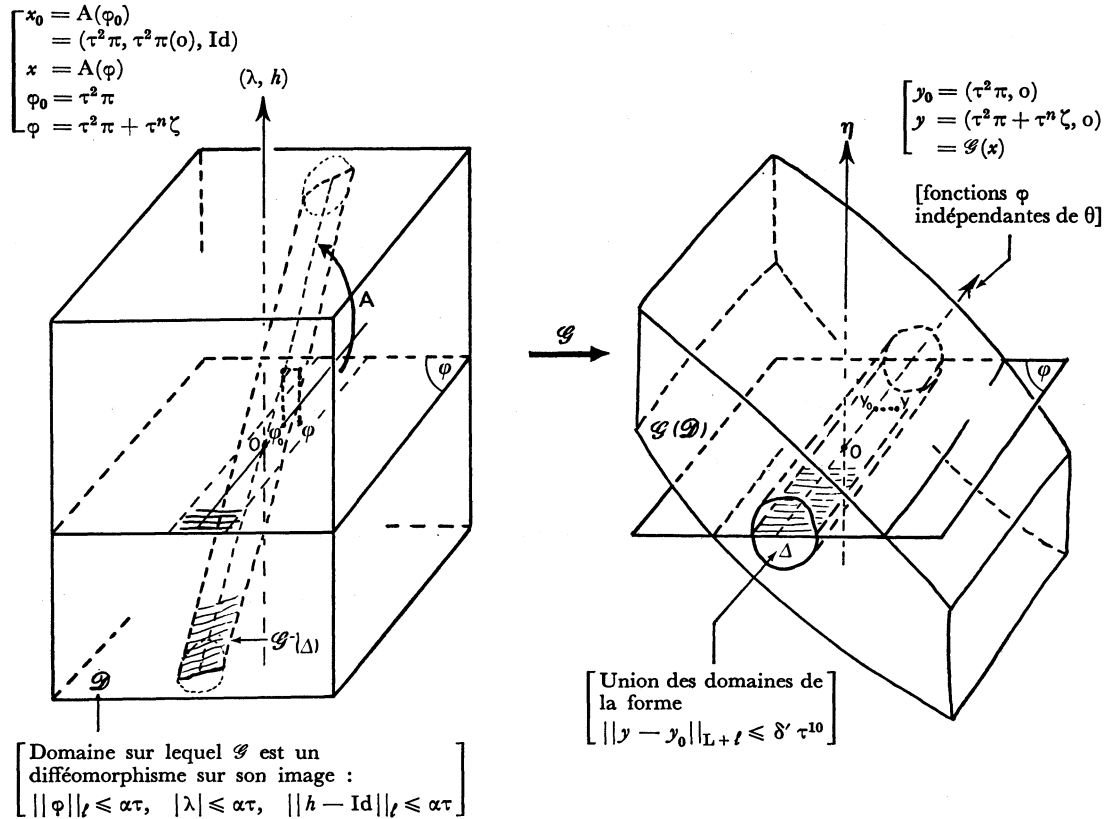 x₀ = A(φ₀)
= (τ²π, τ²π(o), Id)
x = A(φ)
φ₀ = τ²π
φ = τ²π + τⁿζ
(λ, h)
A
φ
O φ₀ φ
𝒢⁻¹(Δ)
𝒟
[Domaine sur lequel 𝒢 est un
difféomorphisme sur son image :
||φ||_ℓ ⩽ ατ, |λ| ⩽ ατ, ||h — Id||_ℓ ⩽ ατ]
𝒢
y₀ = (τ²π, o)
y = (τ²π + τⁿζ, o)
= 𝒢(x)
η
[fonctions φ
indépendantes de θ]
φ
y₀ y
𝒢(𝒟)
O
Δ
[Union des domaines de
la forme
||y — y₀||_{L+ℓ} ⩽ δ′ τ¹⁰]